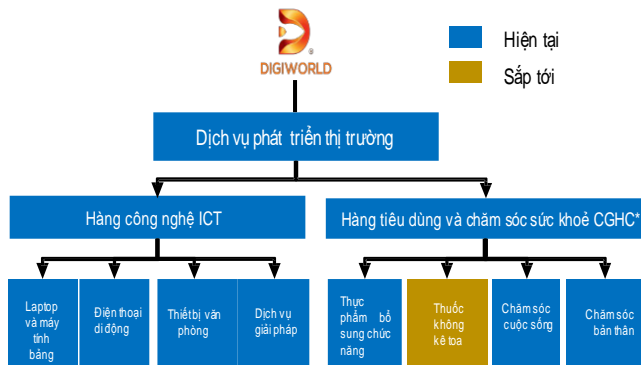 DIGIWORLD
Hiện tại
Sắp tới
Dịch vụ phát triển thị trường
Hàng công nghệ ICT
Hàng tiêu dùng và chăm sóc sức khoẻ CGHC*
Laptop
và máy
tính
bảng
Điện thoại
di động
Thiết bị văn
phòng
Dịch vụ
giải pháp
Thực
phẩm bổ
sung chức
năng
Thuốc
không
kê toa
Chăm sóc
cuộc sống
Chăm sóc
bản thân